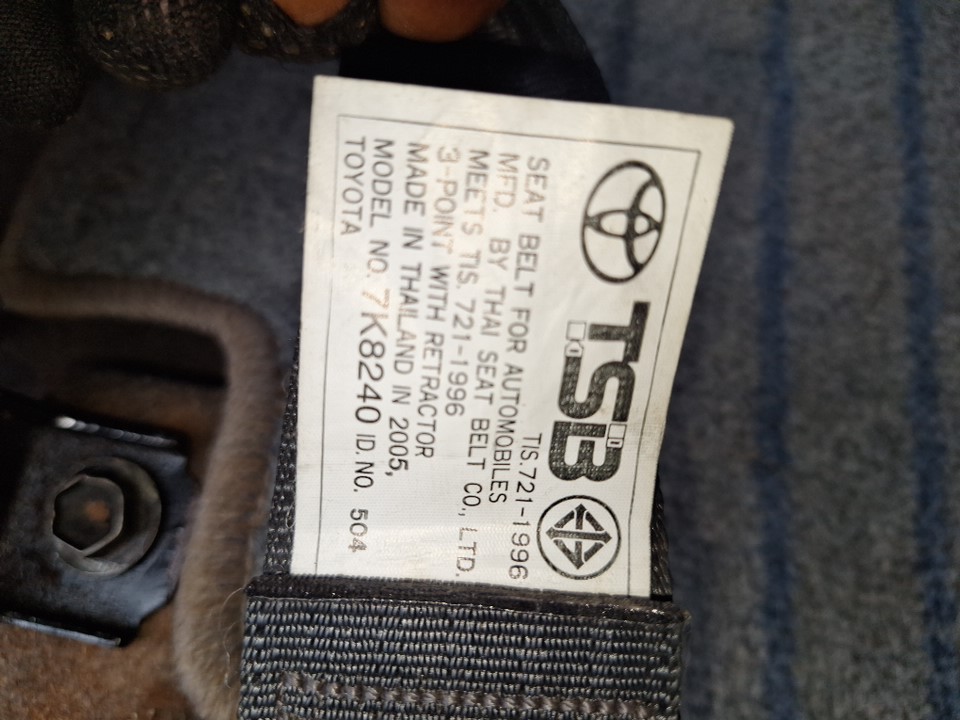 TSB
TIS.721-1996
SEAT BELT FOR AUTOMOBILES
MFD. BY THAI SEAT BELT CO., LTD.
MEETS TIS. 721-1996
3-POINT WITH RETRACTOR
MADE IN THAILAND IN 2005,
MODEL NO. 7K8240 ID. NO. 504
TOYOTA